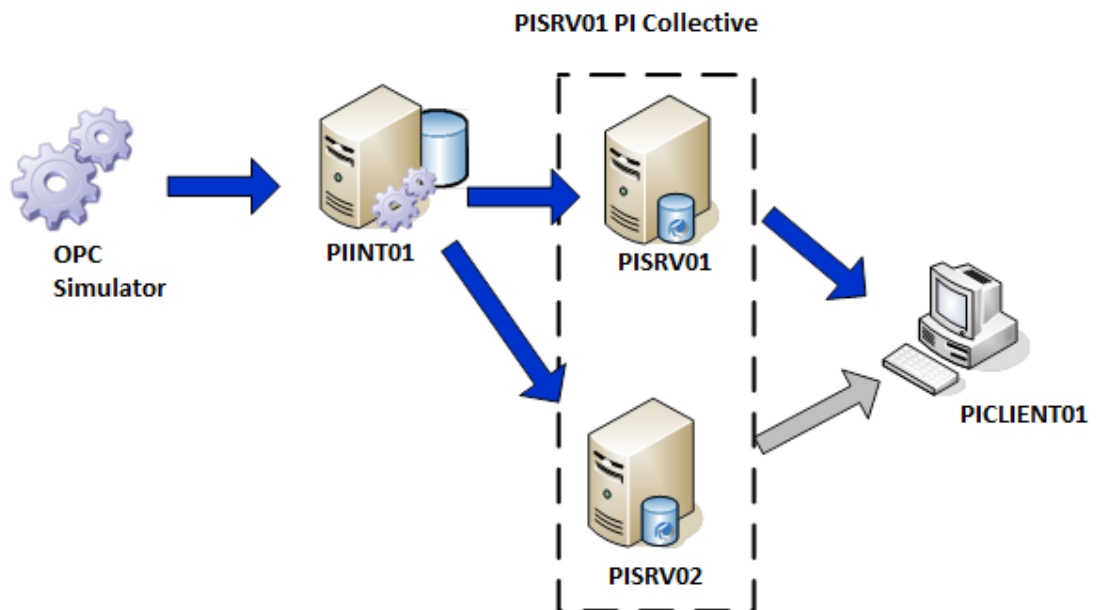 PISRV01 PI Collective
OPC
Simulator
PIINT01
PISRV01
PICLIENT01
PISRV02